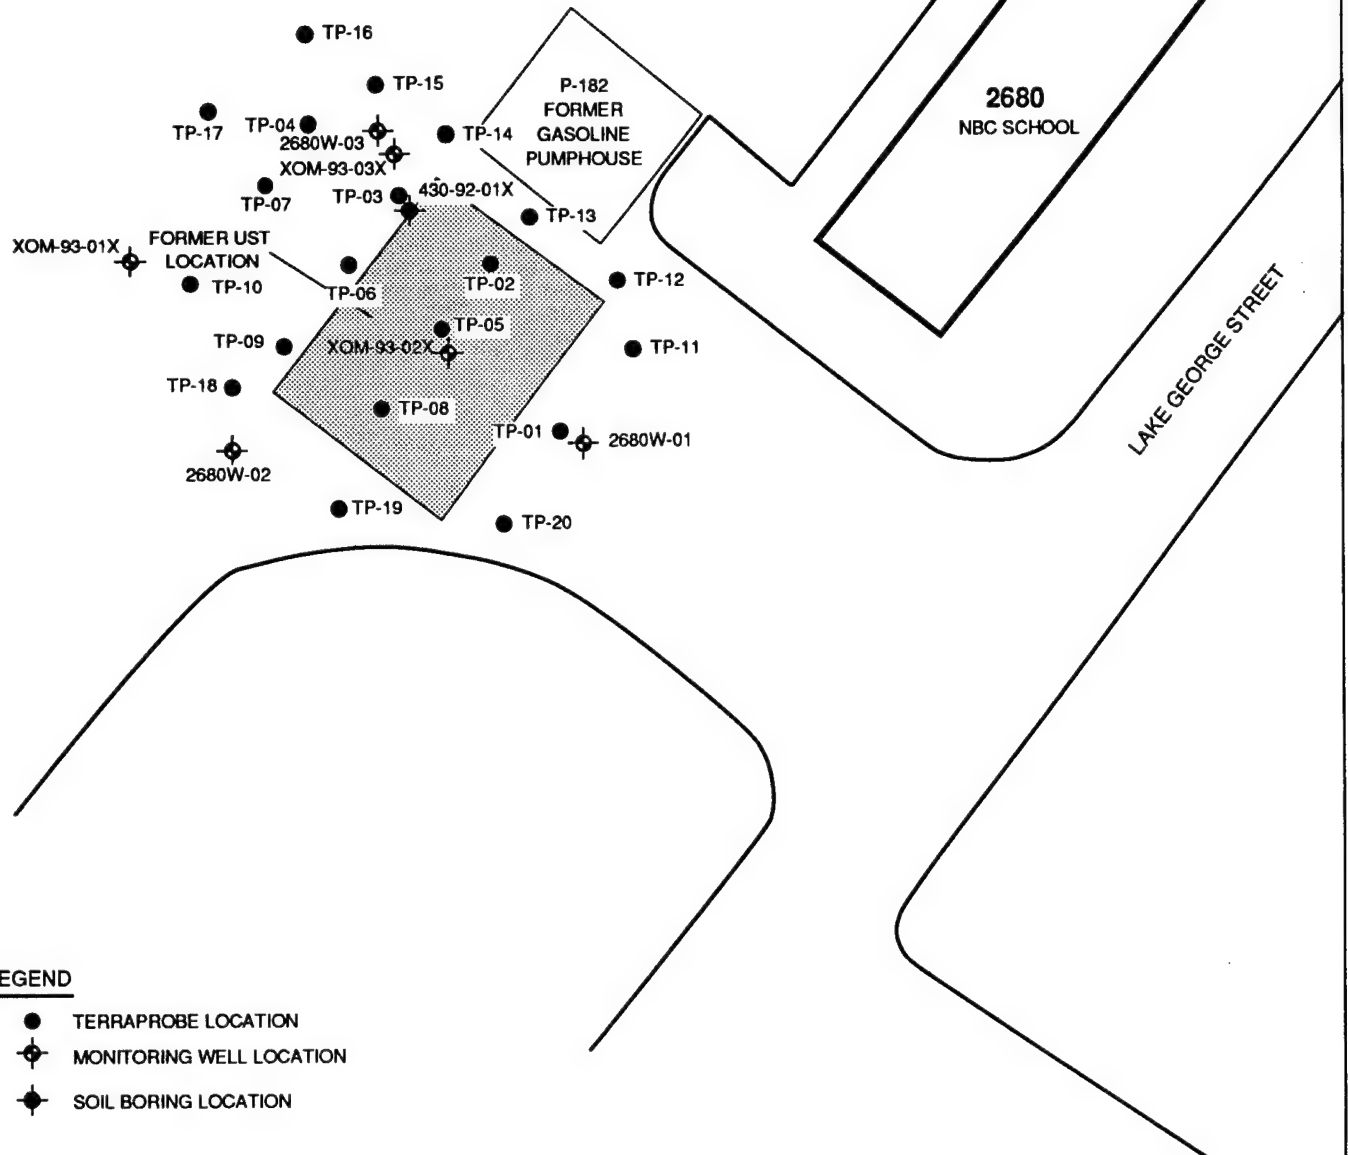 TP-16
TP-15
P-182
FORMER
GASOLINE
PUMPHOUSE
2680
NBC SCHOOL
TP-17
TP-04
2680W-03
TP-14
XOM-93-03X
TP-07
TP-03
430-92-01X
TP-13
XOM-93-01X
FORMER UST
LOCATION
TP-10
TP-06
TP-02
TP-12
TP-05
TP-09
XOM-93-02X
TP-11
TP-18
TP-08
TP-01
2680W-01
2680W-02
TP-19
TP-20
LAKE GEORGE STREET
EGEND
TERRAPROBE LOCATION
MONITORING WELL LOCATION
SOIL BORING LOCATION